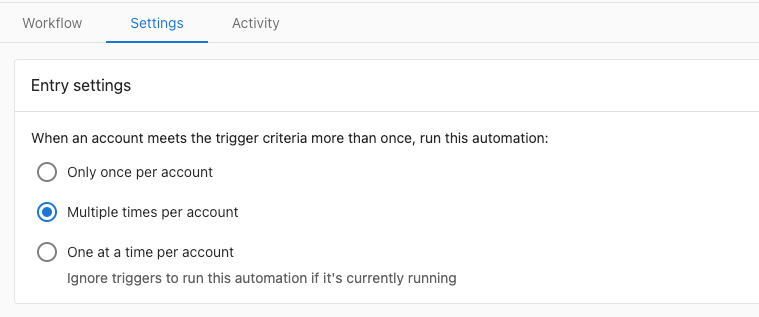 Workflow Settings Activity
Entry settings
When an account meets the trigger criteria more than once, run this automation:
Only once per account
Multiple times per account
One at a time per account
Ignore triggers to run this automation if it's currently running